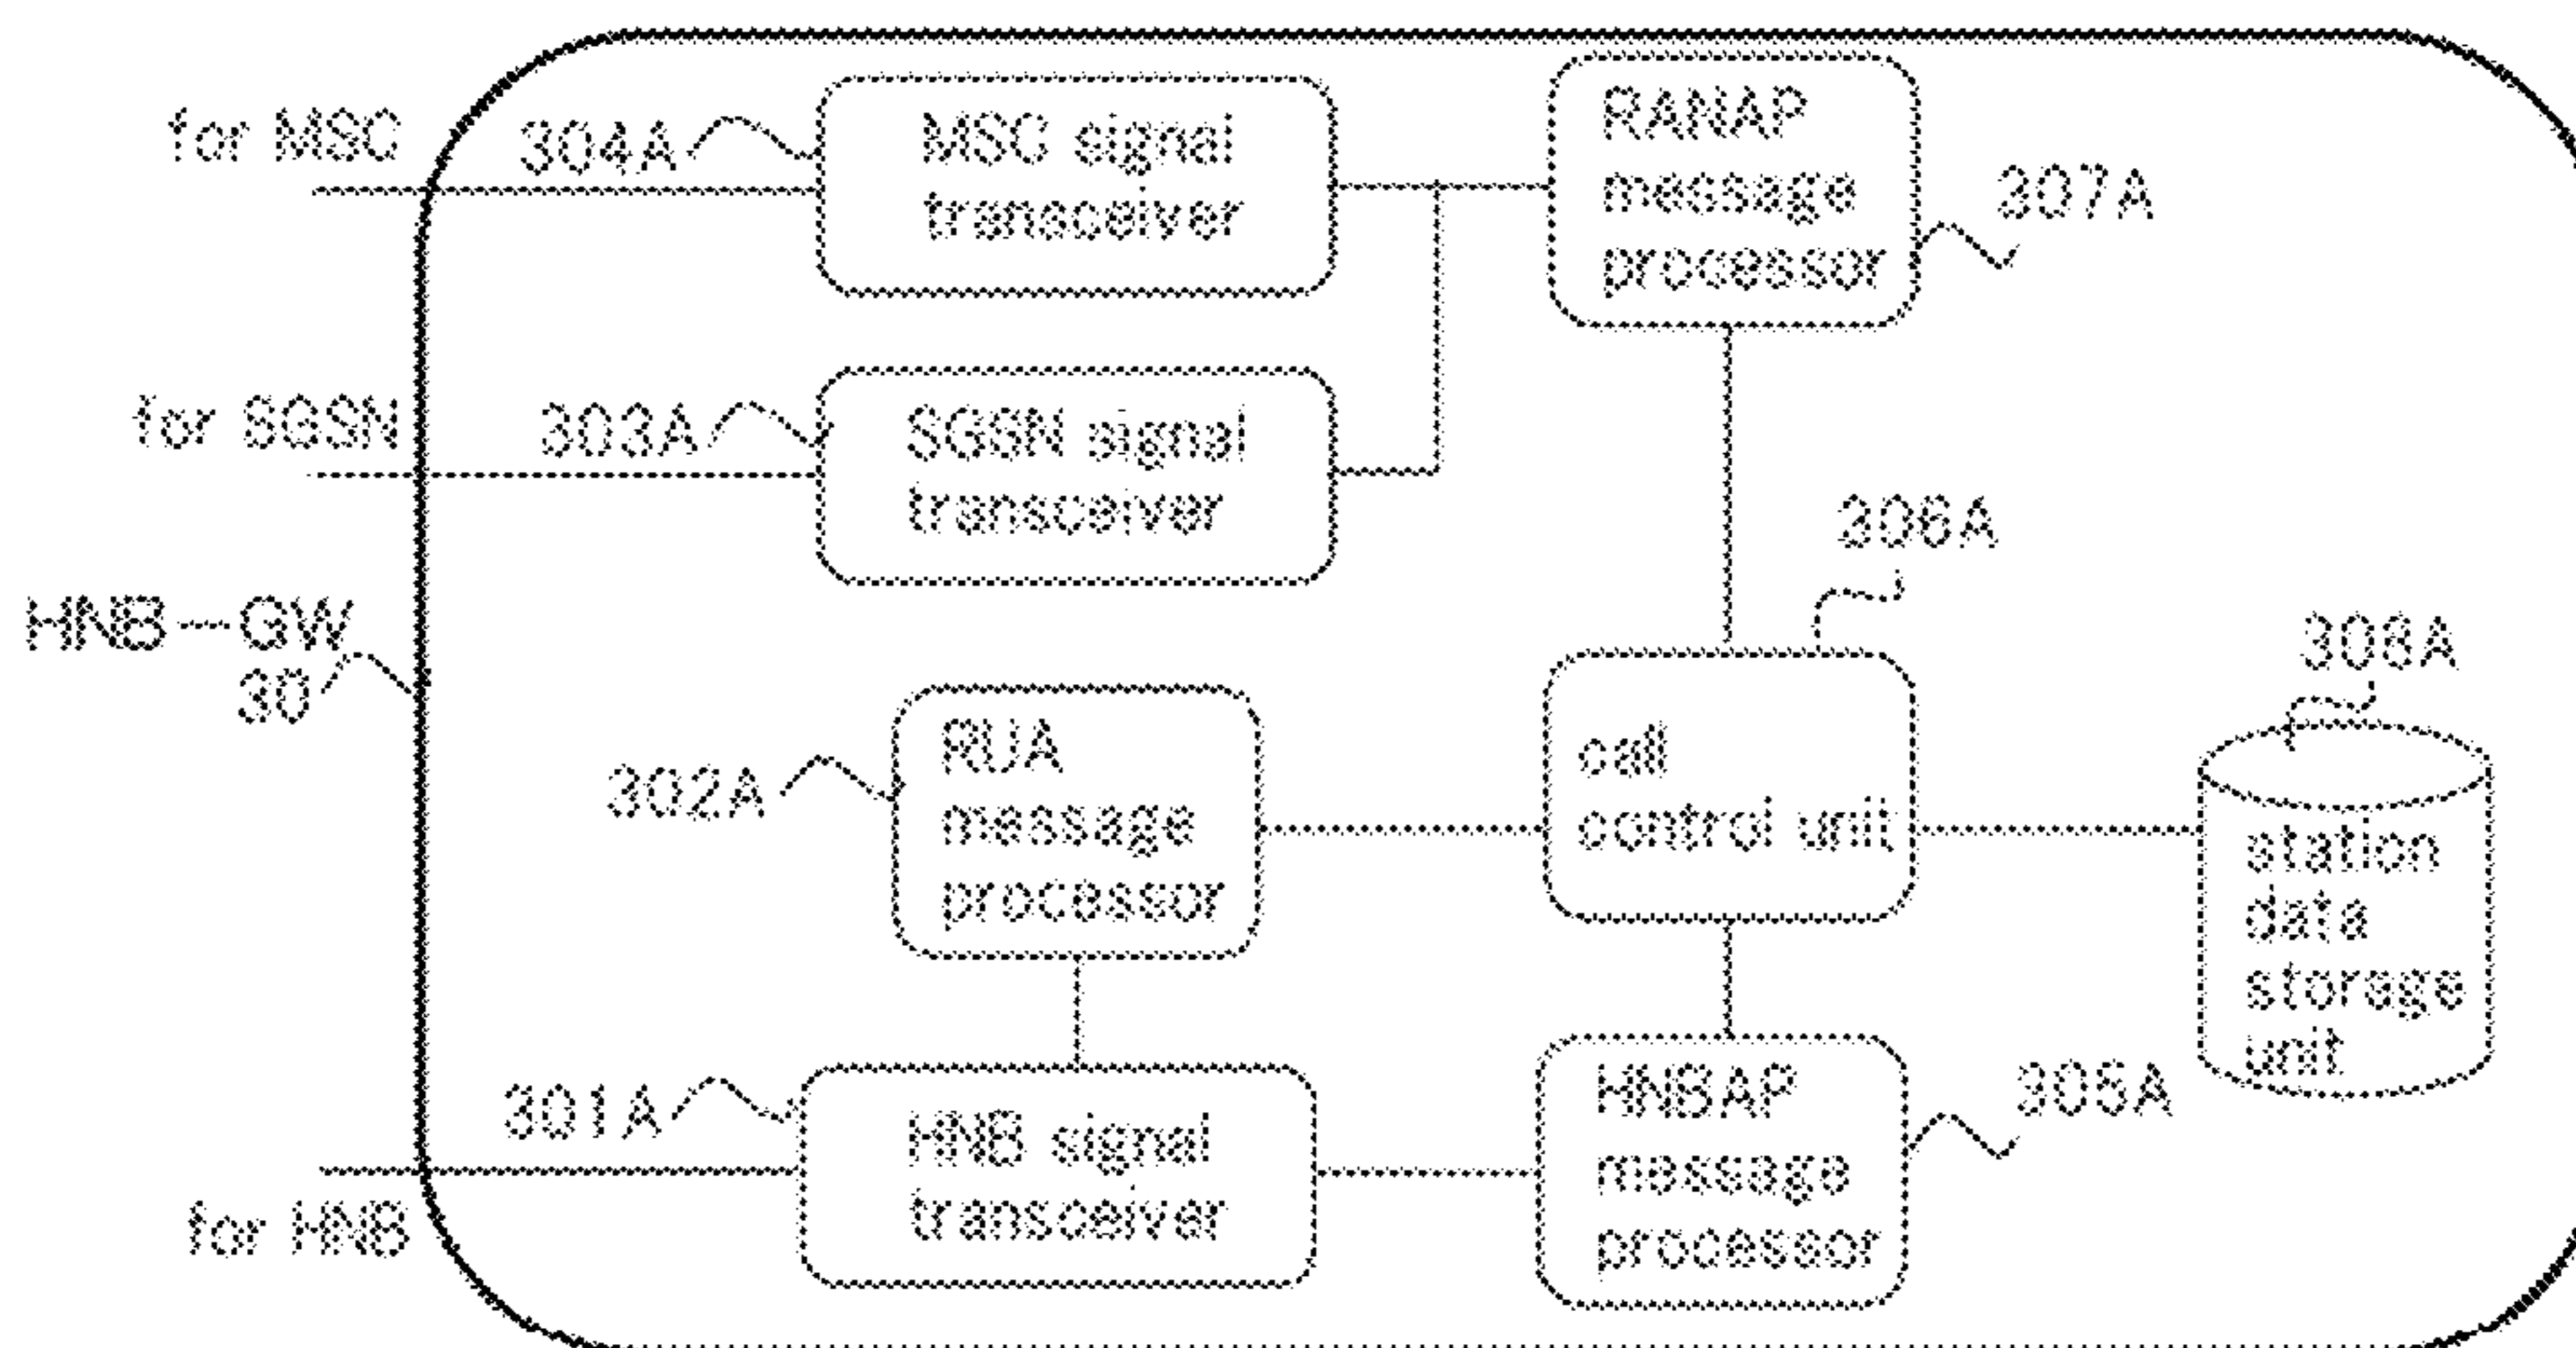 for MSC
304A
MSC signal
transceiver
RANAP
message
processor
307A
for SGSN
303A
SGSN signal
transceiver
306A
HNB-GW
30
302A
RUA
message
processor
call
control unit
308A
station
data
storage
unit
301A
HNB signal
transceiver
for HNB
HNBAP
message
processor
305A